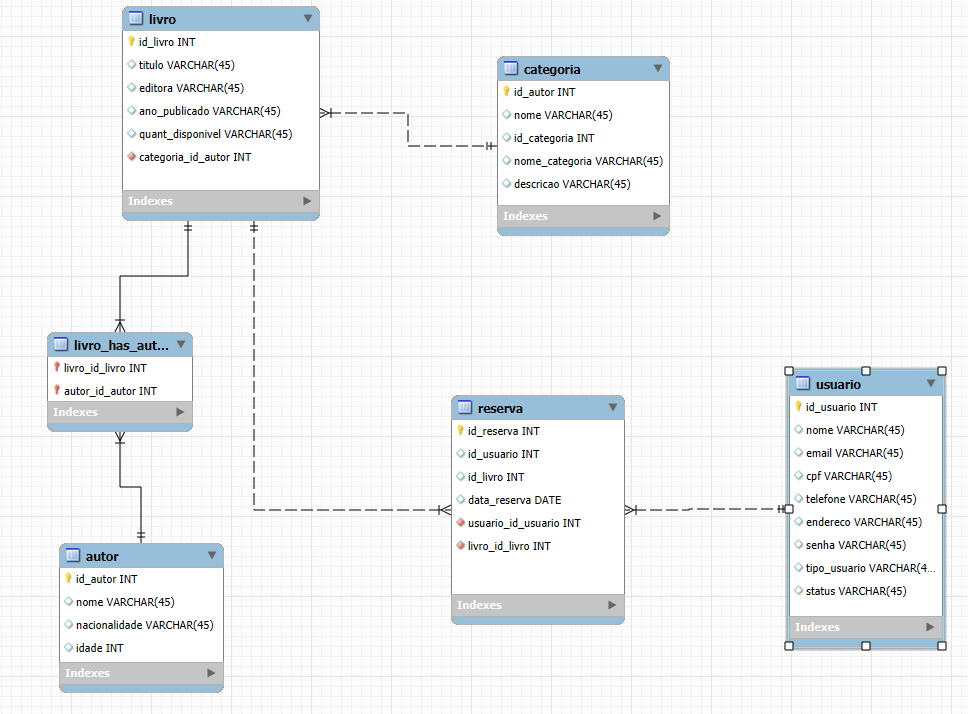 livro
id_livro INT
titulo VARCHAR(45)
editora VARCHAR(45)
ano_publicado VARCHAR(45)
quant_disponivel VARCHAR(45)
categoria_id_autor INT
Indexes
categoria
id_autor INT
nome VARCHAR(45)
id_categoria INT
nome_categoria VARCHAR(45)
descricao VARCHAR(45)
Indexes
livro_has_aut...
livro_id_livro INT
autor_id_autor INT
Indexes
reserva
id_reserva INT
id_usuario INT
id_livro INT
data_reserva DATE
usuario_id_usuario INT
livro_id_livro INT
Indexes
usuario
id_usuario INT
nome VARCHAR(45)
email VARCHAR(45)
cpf VARCHAR(45)
telefone VARCHAR(45)
endereco VARCHAR(45)
senha VARCHAR(45)
tipo_usuario VARCHAR(4...
status VARCHAR(45)
Indexes
autor
id_autor INT
nome VARCHAR(45)
nacionalidade VARCHAR(45)
idade INT
Indexes